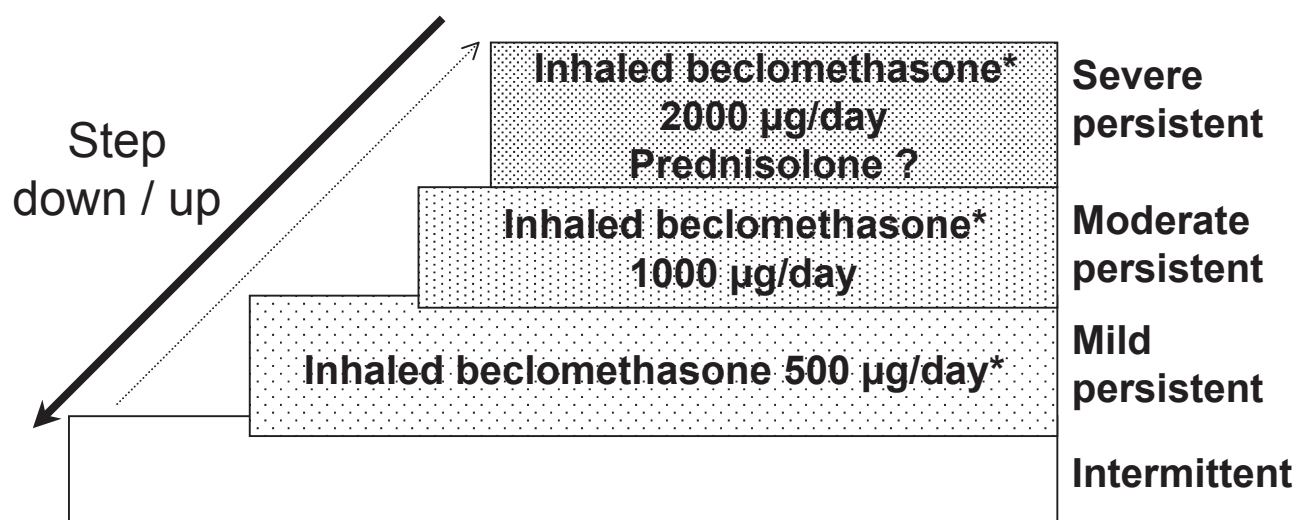 Step
down / up
Inhaled beclomethasone*
2000 µg/day
Prednisolone ?
Severe
persistent
Inhaled beclomethasone*
1000 µg/day
Moderate
persistent
Inhaled beclomethasone 500 µg/day*
Mild
persistent
Intermittent